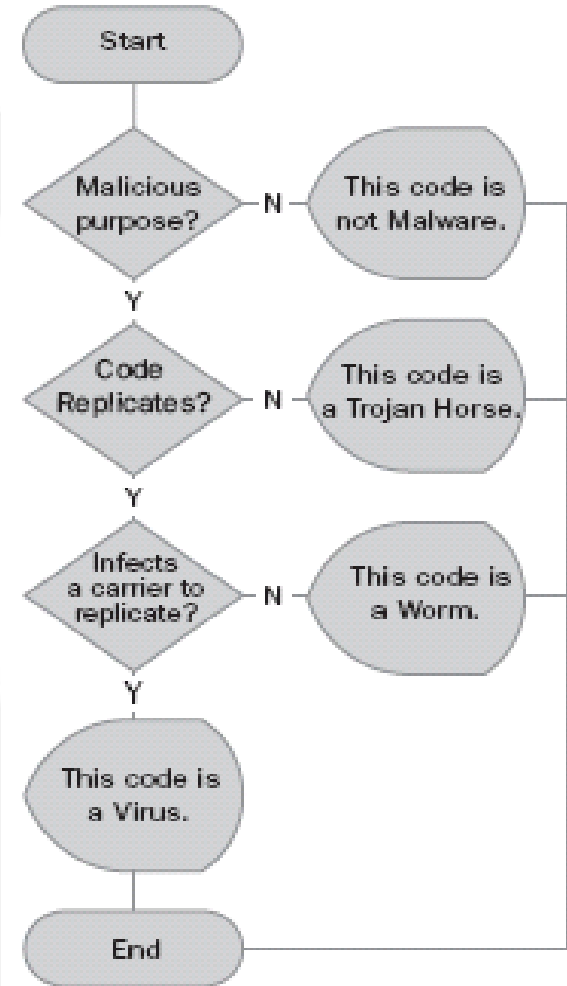 Start
Malicious
purpose?
N
This code is
not Malware.
Y
Code
Replicates?
N
This code is
a Trojan Horse.
Y
Infects
a carrier to
replicate?
N
This code is
a Worm.
Y
This code is
a Virus.
End